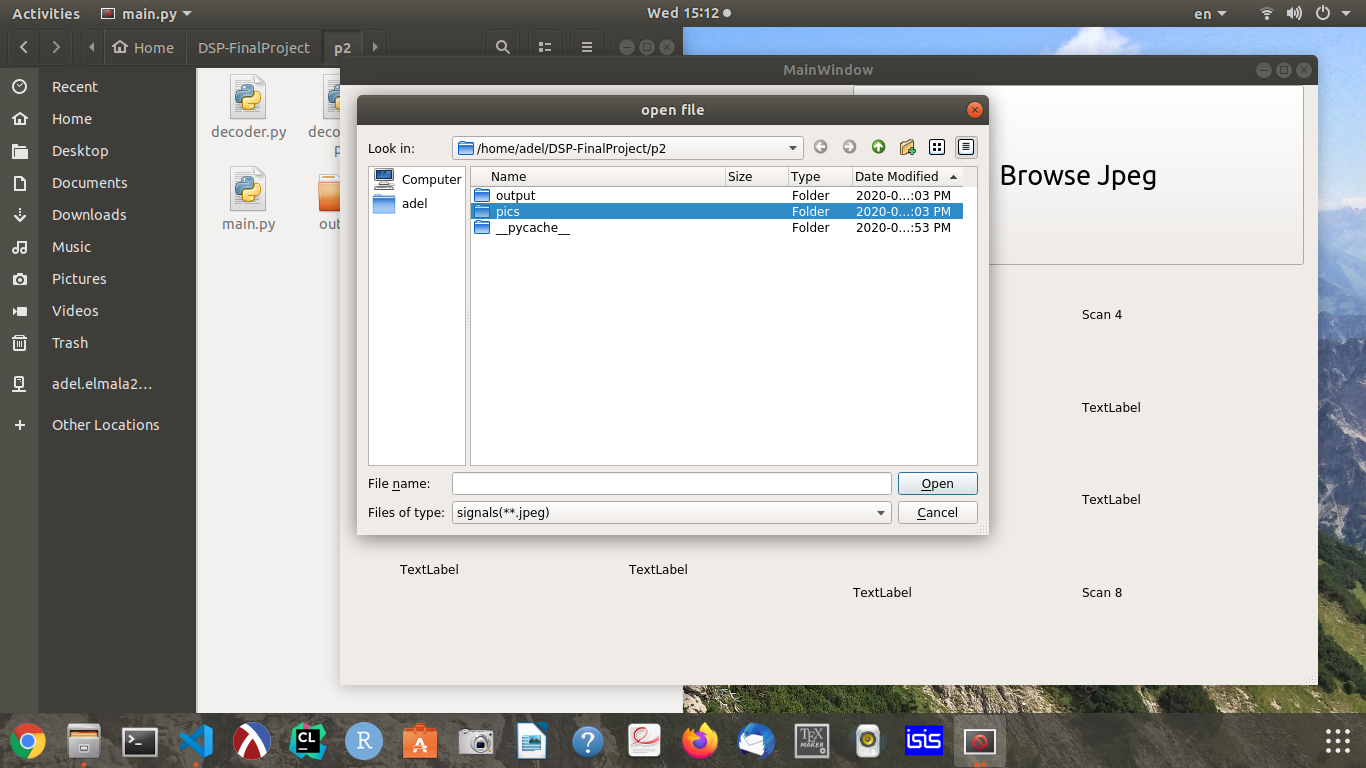 Activities main.py Wed 15:12 en
Home DSP-FinalProject p2
MainWindow
Recent
Home
Desktop
Documents
Downloads
Music
Pictures
Videos
Trash
adel.elmala2…
Other Locations
decoder.py
main.py
open file
Look in: /home/adel/DSP-FinalProject/p2
Computer
adel
Name Size Type Date Modified
output Folder 2020-0...:03 PM
pics Folder 2020-0...:03 PM
__pycache__ Folder 2020-0...:53 PM
File name: Open
Files of type: signals(**.jpeg) Cancel
Browse Jpeg
Scan 4
TextLabel
TextLabel
TextLabel TextLabel
TextLabel Scan 8
CL
R
A
?
TEX
MAKER
isis